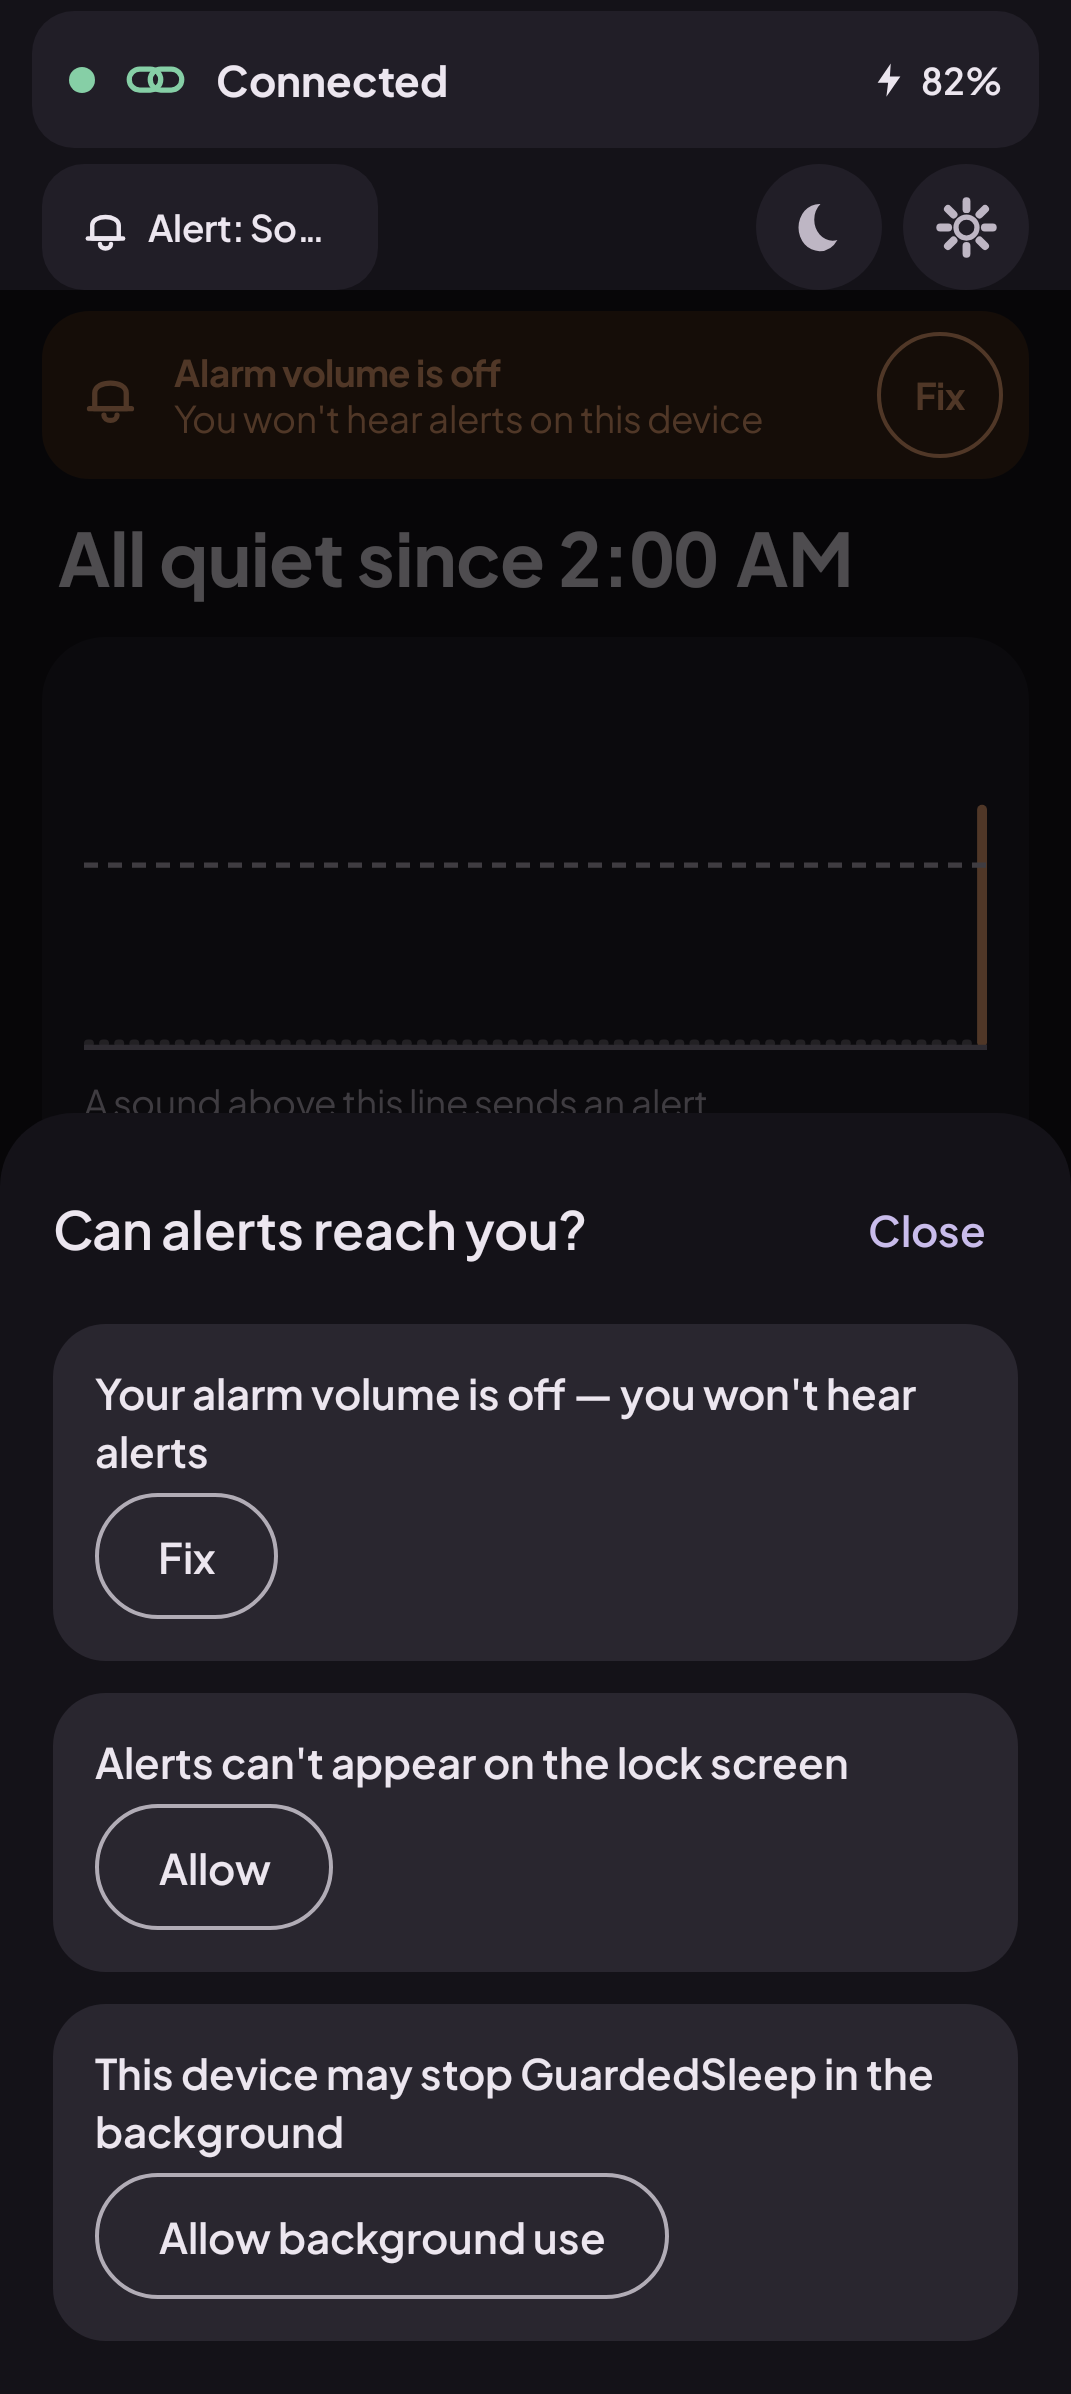 Connected
82%
Alert: So...
Alarm volume is off
You won't hear alerts on this device
Fix
All quiet since 2:00 AM
A sound above this line sends an alert
Can alerts reach you?
Close
Your alarm volume is off — you won't hear
alerts
Fix
Alerts can't appear on the lock screen
Allow
This device may stop GuardedSleep in the
background
Allow background use